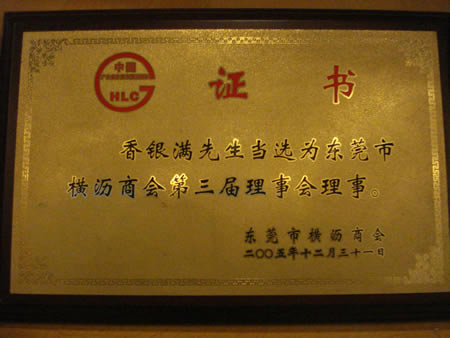 中国
HLC
证书
香银满先生当选为东莞市
横沥商会第三届理事会理事。
东莞市横沥商会
二〇〇五年十二月三十一日